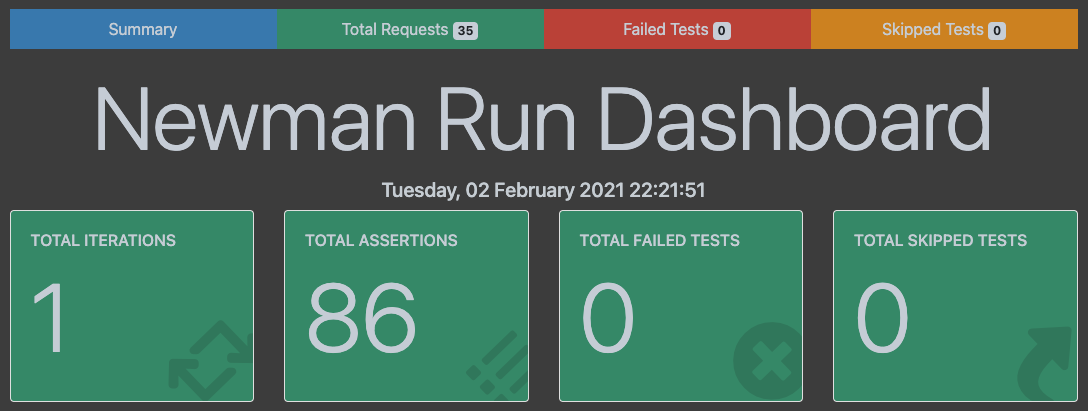 Summary Total Requests 35 Failed Tests 0 Skipped Tests 0
Newman Run Dashboard
Tuesday, 02 February 2021 22:21:51
TOTAL ITERATIONS TOTAL ASSERTIONS TOTAL FAILED TESTS TOTAL SKIPPED TESTS
1 86 0 0